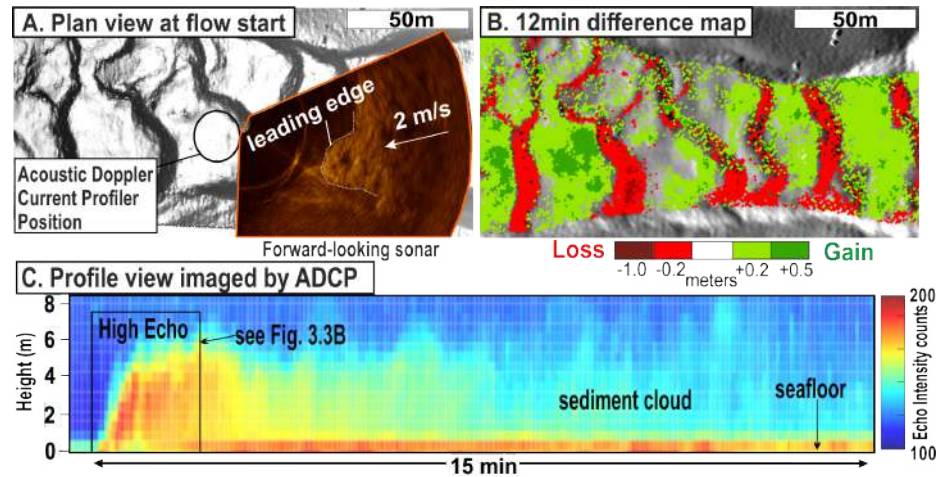 A. Plan view at flow start
50m
leading edge
2 m/s
Acoustic Doppler
Current Profiler
Position
Forward-looking sonar
B. 12min difference map
50m
Loss
Gain
-1.0 -0.2 +0.2 +0.5
meters
C. Profile view imaged by ADCP
High Echo
see Fig. 3.3B
sediment cloud
seafloor
Height (m)
8
6
4
2
0
15 min
200
Echo Intensity counts
100